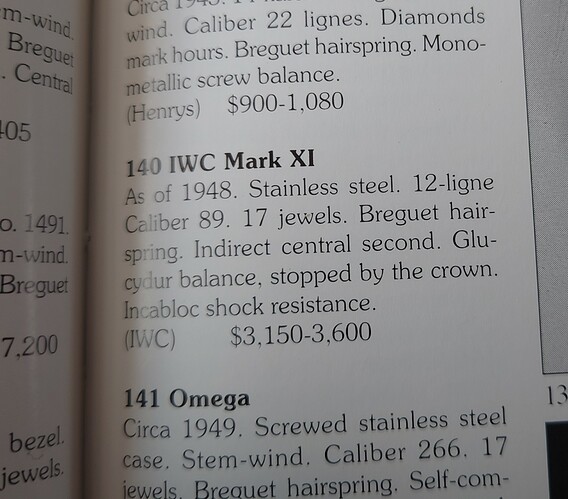 m-wind.
Breguet
. Central
405
o. 1491.
m-wind.
Breguet
7,200
bezel.
jewels.
Circa
wind. Caliber 22 lignes. Diamonds
mark hours. Breguet hairspring. Mono-
metallic screw balance.
(Henrys) $900-1,080
140 IWC Mark XI
As of 1948. Stainless steel. 12-ligne
Caliber 89. 17 jewels. Breguet hair-
spring. Indirect central second. Glu-
cydur balance, stopped by the crown.
Incabloc shock resistance.
(IWC) $3,150-3,600
141 Omega
Circa 1949. Screwed stainless steel
case. Stem-wind. Caliber 266. 17
jewels. Breguet hairspring. Self-com-
13